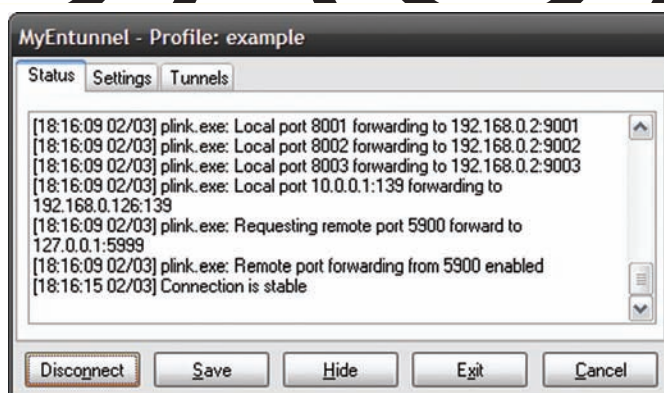 MyEntunnel - Profile: example
Status Settings Tunnels
[18:16:09 02/03] plink.exe: Local port 8001 forwarding to 192.168.0.2:9001
[18:16:09 02/03] plink.exe: Local port 8002 forwarding to 192.168.0.2:9002
[18:16:09 02/03] plink.exe: Local port 8003 forwarding to 192.168.0.2:9003
[18:16:09 02/03] plink.exe: Local port 10.0.0.1:139 forwarding to
192.168.0.126:139
[18:16:09 02/03] plink.exe: Requesting remote port 5900 forward to
127.0.0.1:5999
[18:16:09 02/03] plink.exe: Remote port forwarding from 5900 enabled
[18:16:15 02/03] Connection is stable
Disconnect Save Hide Exit Cancel